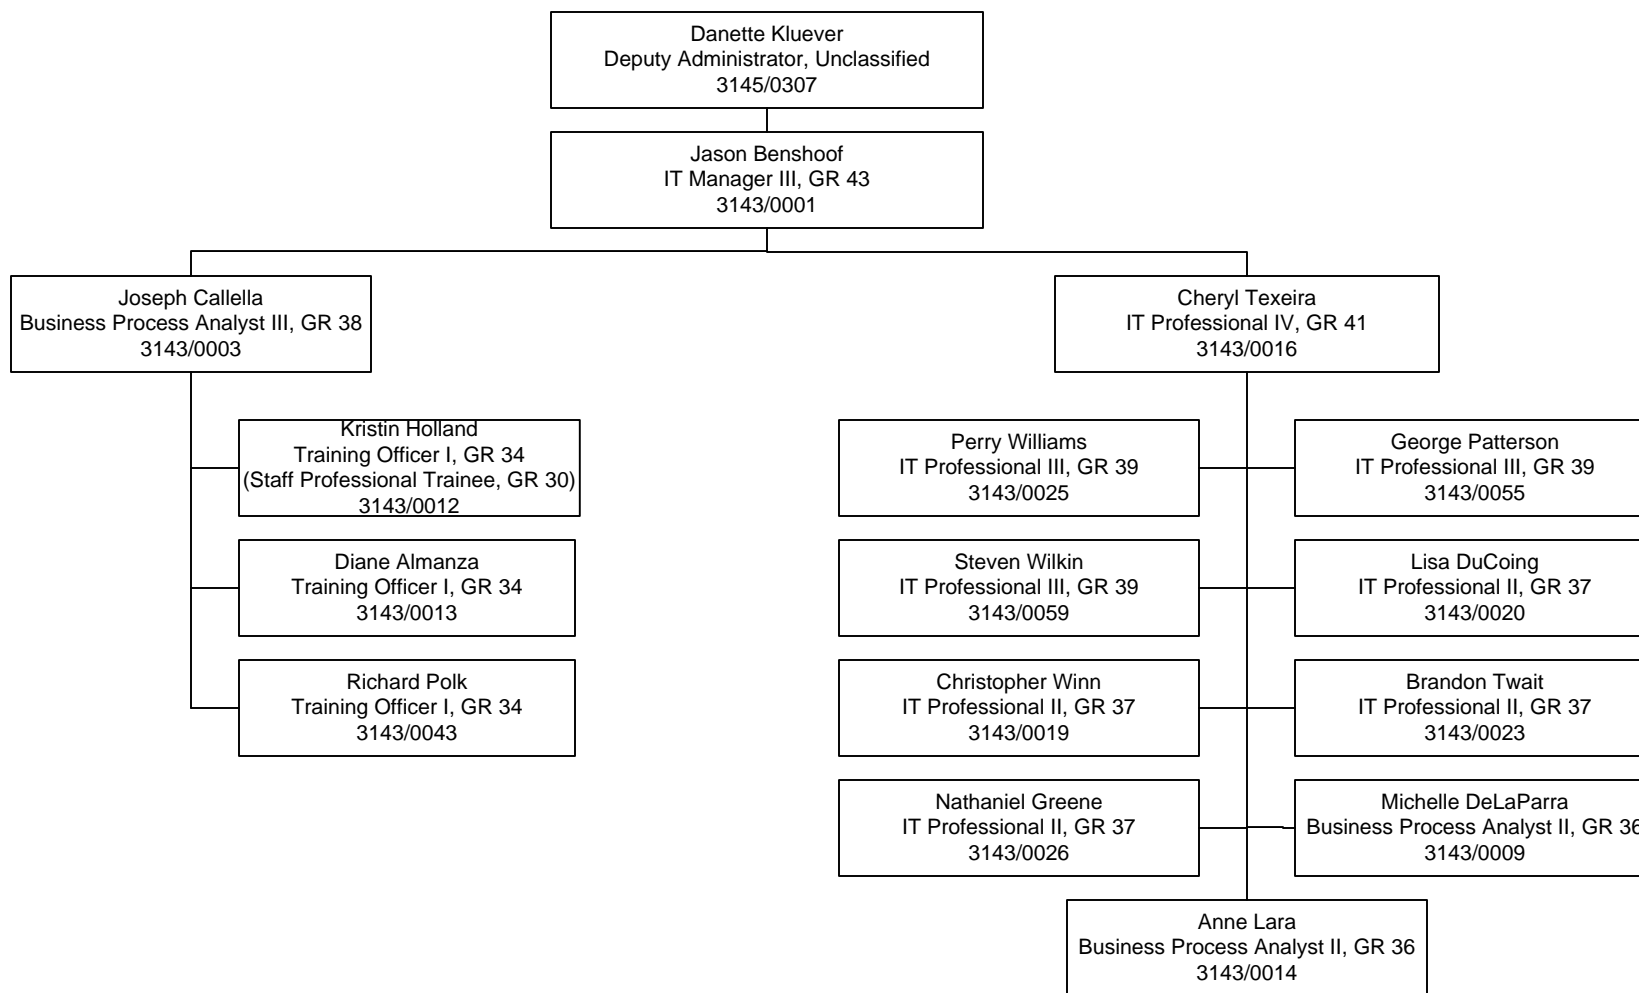 Danette Kluever
Deputy Administrator, Unclassified
3145/0307
Jason Benshoof
IT Manager III, GR 43
3143/0001
Joseph Callella
Business Process Analyst III, GR 38
3143/0003
Cheryl Texeira
IT Professional IV, GR 41
3143/0016
Kristin Holland
Training Officer I, GR 34
(Staff Professional Trainee, GR 30)
3143/0012
Diane Almanza
Training Officer I, GR 34
3143/0013
Richard Polk
Training Officer I, GR 34
3143/0043
Perry Williams
IT Professional III, GR 39
3143/0025
George Patterson
IT Professional III, GR 39
3143/0055
Steven Wilkin
IT Professional III, GR 39
3143/0059
Lisa DuCoing
IT Professional II, GR 37
3143/0020
Christopher Winn
IT Professional II, GR 37
3143/0019
Brandon Twait
IT Professional II, GR 37
3143/0023
Nathaniel Greene
IT Professional II, GR 37
3143/0026
Michelle DeLaParra
Business Process Analyst II, GR 36
3143/0009
Anne Lara
Business Process Analyst II, GR 36
3143/0014